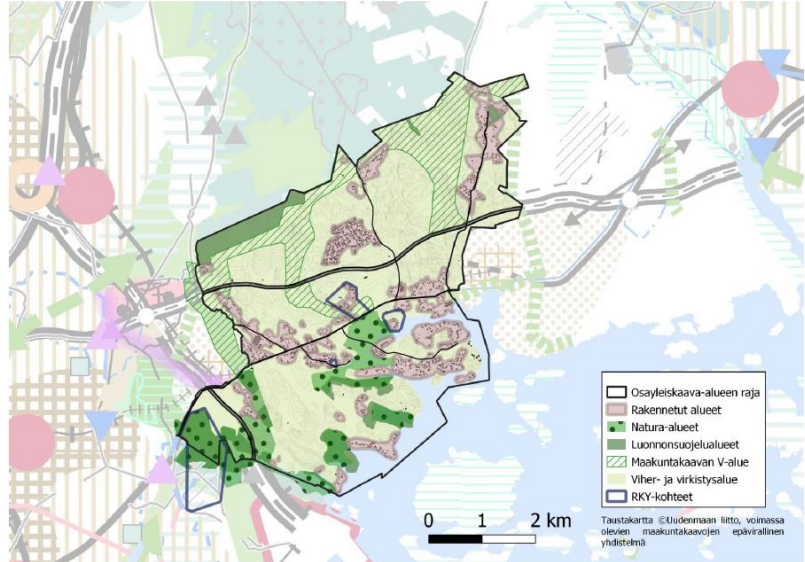 Osayleiskaava-alueen raja
Rakennetut alueet
Natura-alueet
Luonnonsuojelualueet
Maakuntakaavan V-alue
Viher- ja virkistysalue
RKY-kohteet
0 1 2 km
Taustakartta ©Uudenmaan liitto, voimassa
olevien maakuntakaavojen epävirallinen
yhdistelmä